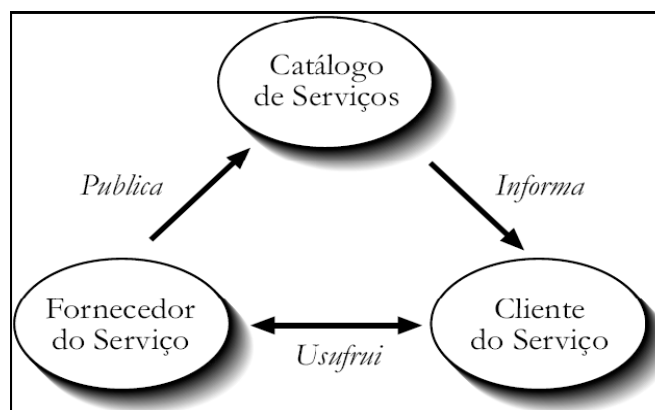 Catálogo
de Serviços
Publica
Informa
Fornecedor
do Serviço
Usufrui
Cliente
do Serviço